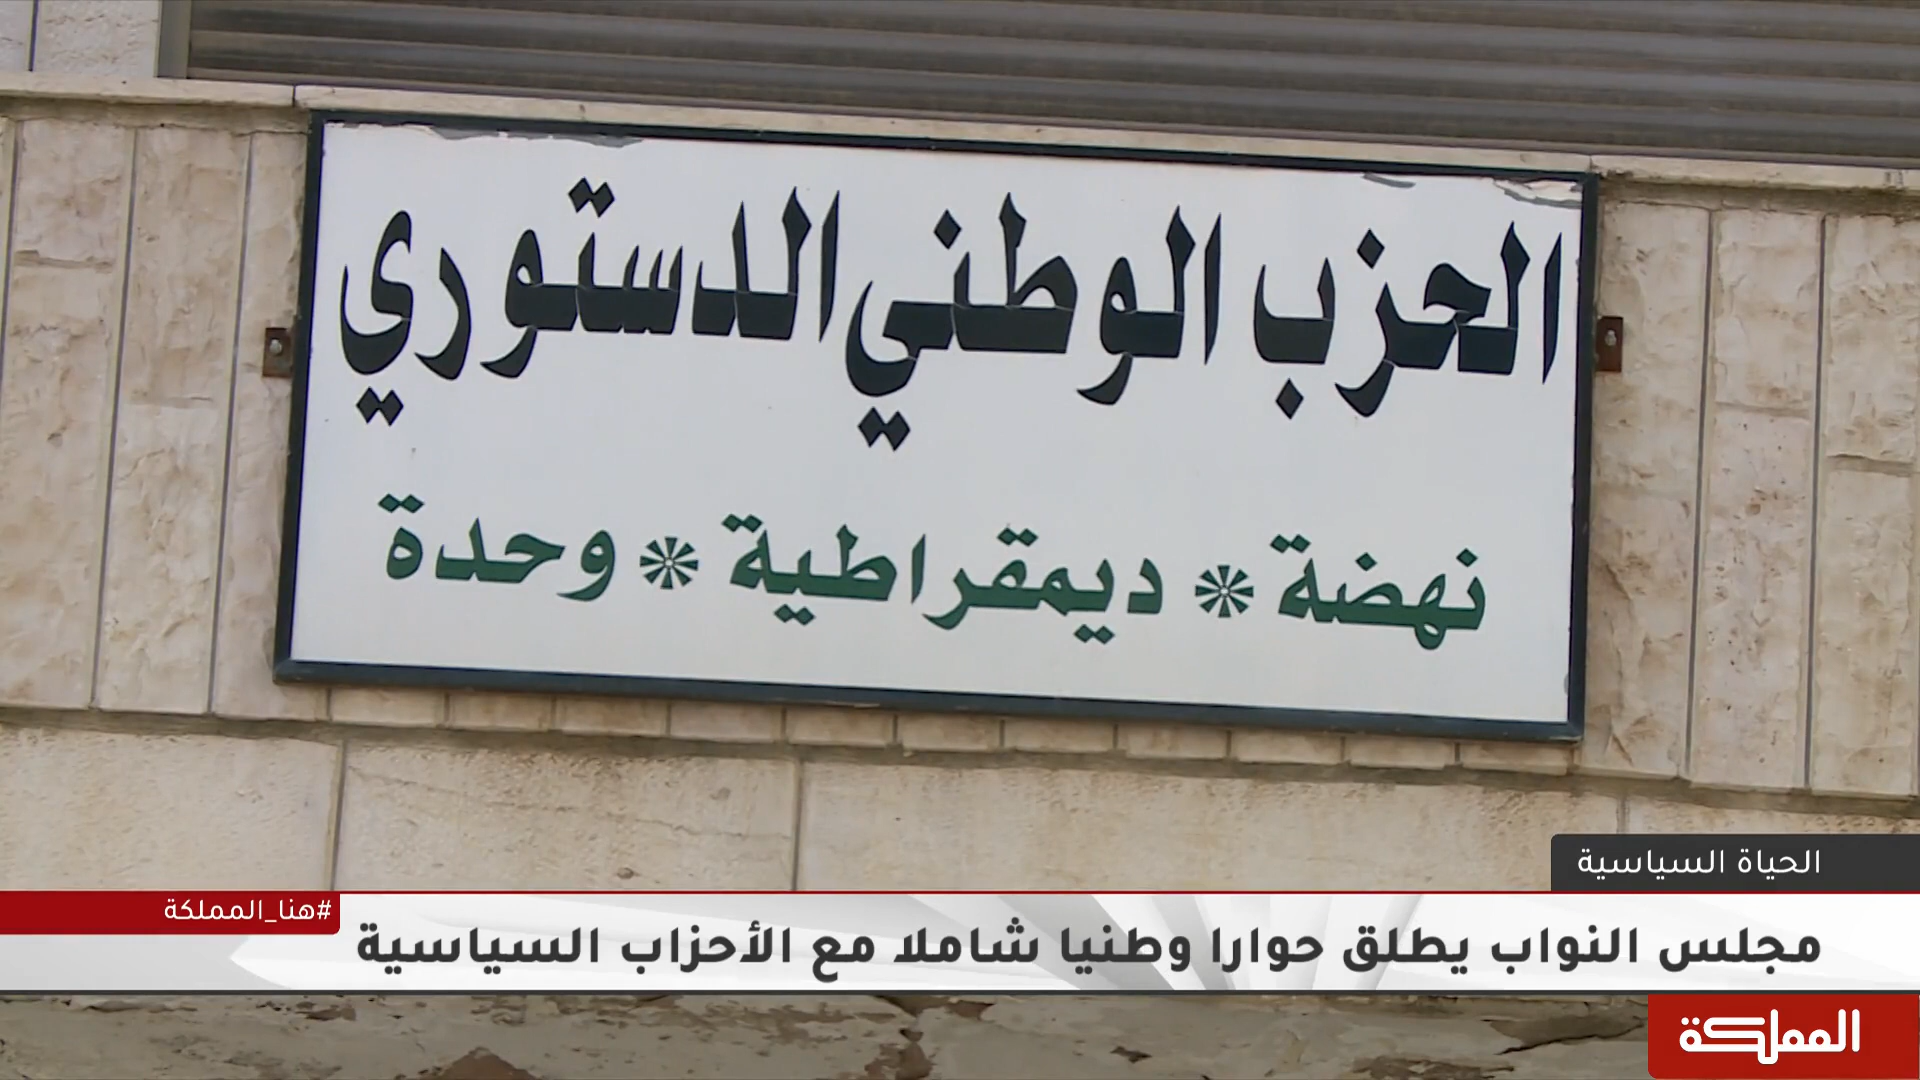 الحزب الوطني الدستوري
نهضة * ديمقراطية * وحدة
الحياة السياسية
#هنا_المملكة
مجلس النواب يطلق حوارا وطنيا شاملا مع الأحزاب السياسية
المملكة